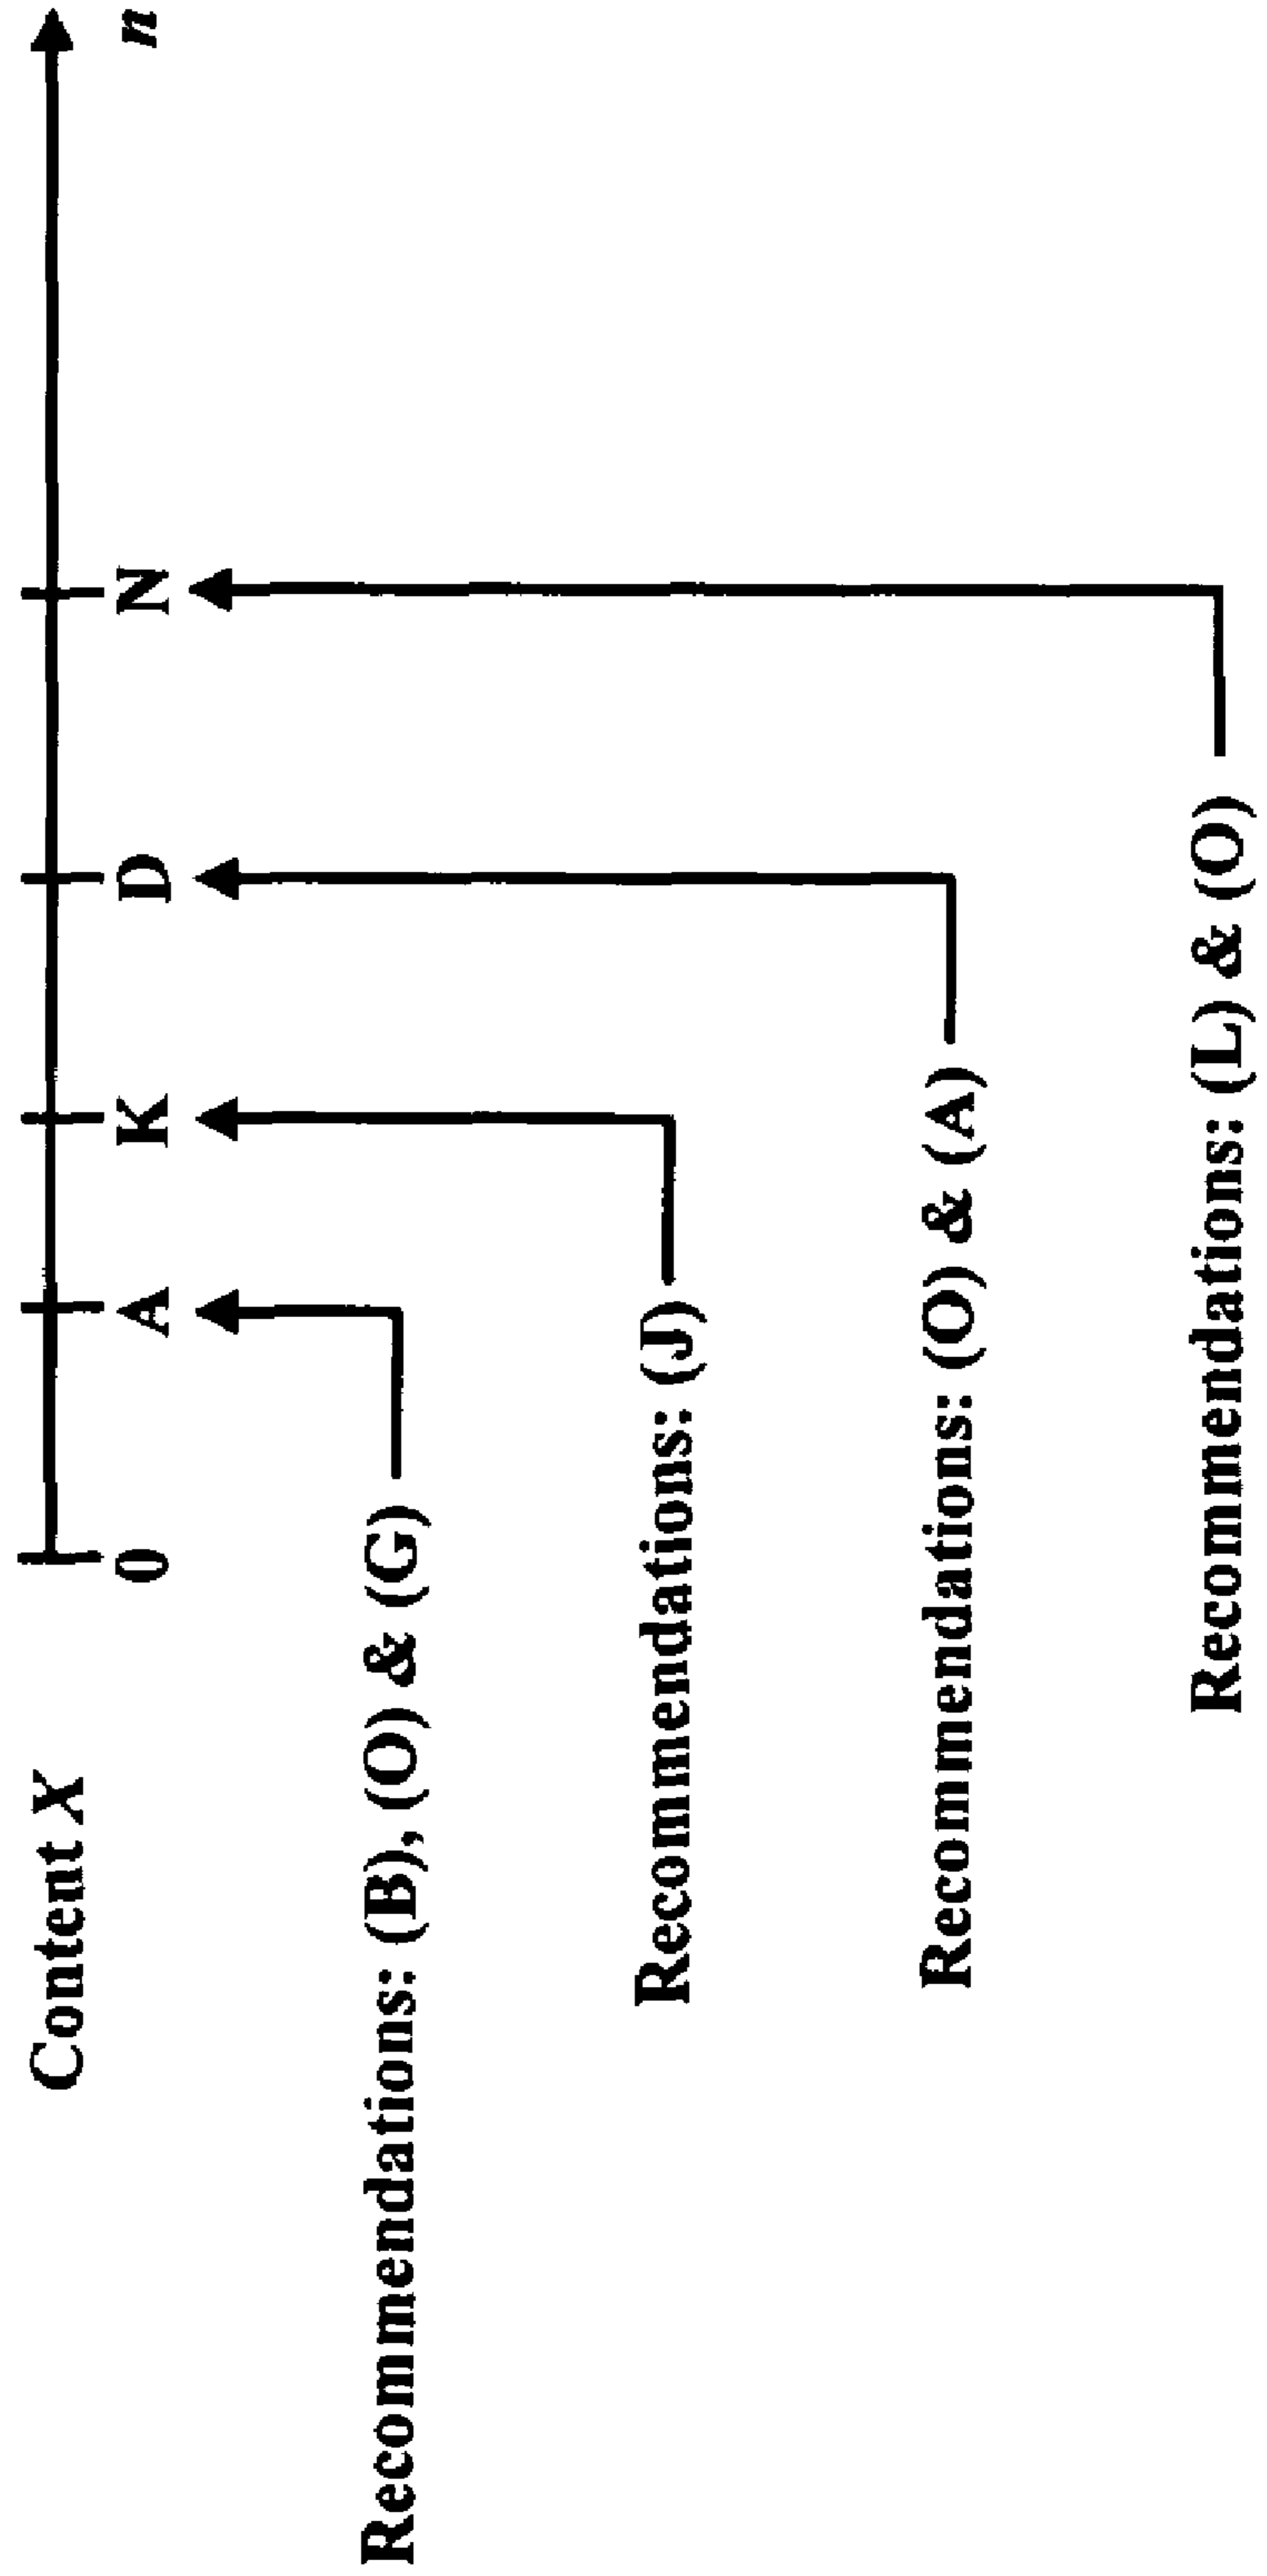 Content X
0 A K D N n
Recommendations: (B), (O) & (G)
Recommendations: (J)
Recommendations: (O) & (A)
Recommendations: (L) & (O)